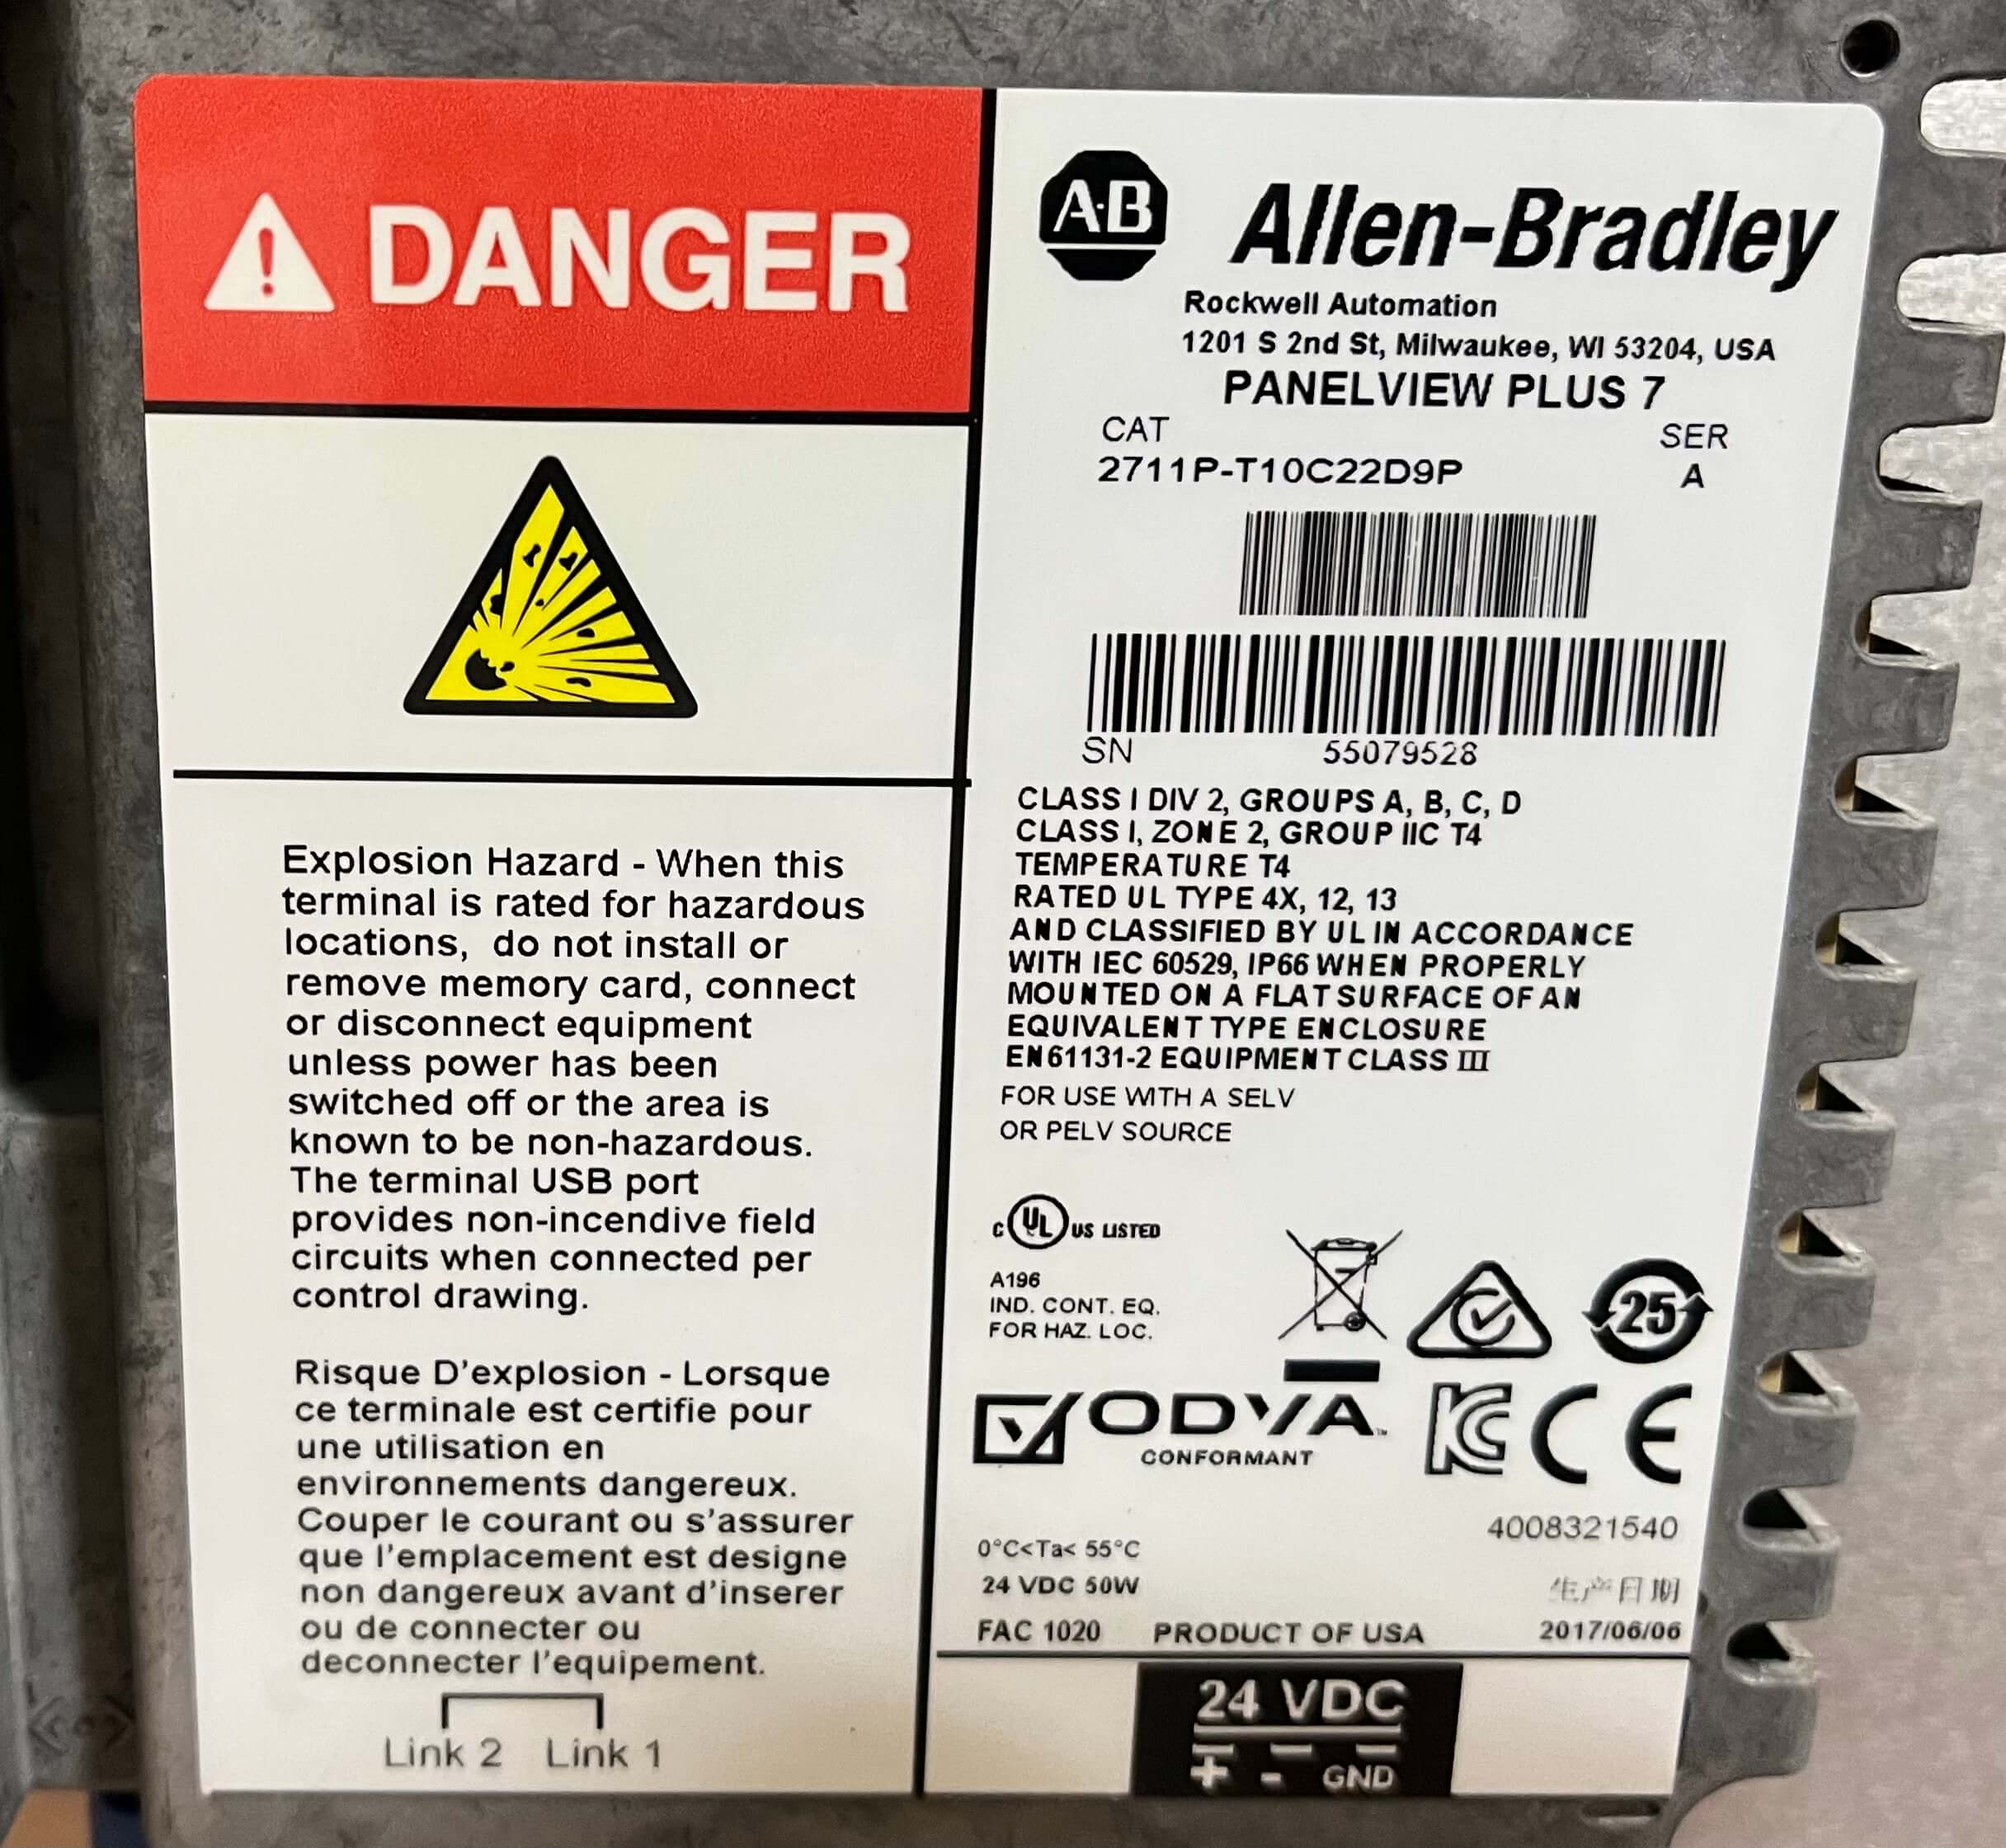 DANGER
Explosion Hazard - When this
terminal is rated for hazardous
locations, do not install or
remove memory card, connect
or disconnect equipment
unless power has been
switched off or the area is
known to be non-hazardous.
The terminal USB port
provides non-incendive field
circuits when connected per
control drawing.
Risque D'explosion - Lorsque
ce terminale est certifie pour
une utilisation en
environnements dangereux.
Couper le courant ou s'assurer
que l'emplacement est designe
non dangereux avant d'inserer
ou de connecter ou
deconnecter l'equipement.
Link 2 Link 1
A·B Allen-Bradley
Rockwell Automation
1201 S 2nd St, Milwaukee, WI 53204, USA
PANELVIEW PLUS 7
CAT SER
2711P-T10C22D9P A
SN 55079528
CLASS I DIV 2, GROUPS A, B, C, D
CLASS I, ZONE 2, GROUP IIC T4
TEMPERATURE T4
RATED UL TYPE 4X, 12, 13
AND CLASSIFIED BY UL IN ACCORDANCE
WITH IEC 60529, IP66 WHEN PROPERLY
MOUNTED ON A FLAT SURFACE OF AN
EQUIVALENT TYPE ENCLOSURE
EN61131-2 EQUIPMENT CLASS III
FOR USE WITH A SELV
OR PELV SOURCE
C UL US LISTED
A196
IND. CONT. EQ.
FOR HAZ. LOC.
25
ODVA™
CONFORMANT
KC CE
4008321540
0°C<Ta< 55°C
24 VDC 50W
生产日期
FAC 1020 PRODUCT OF USA 2017/06/06
24 VDC
+ - GND